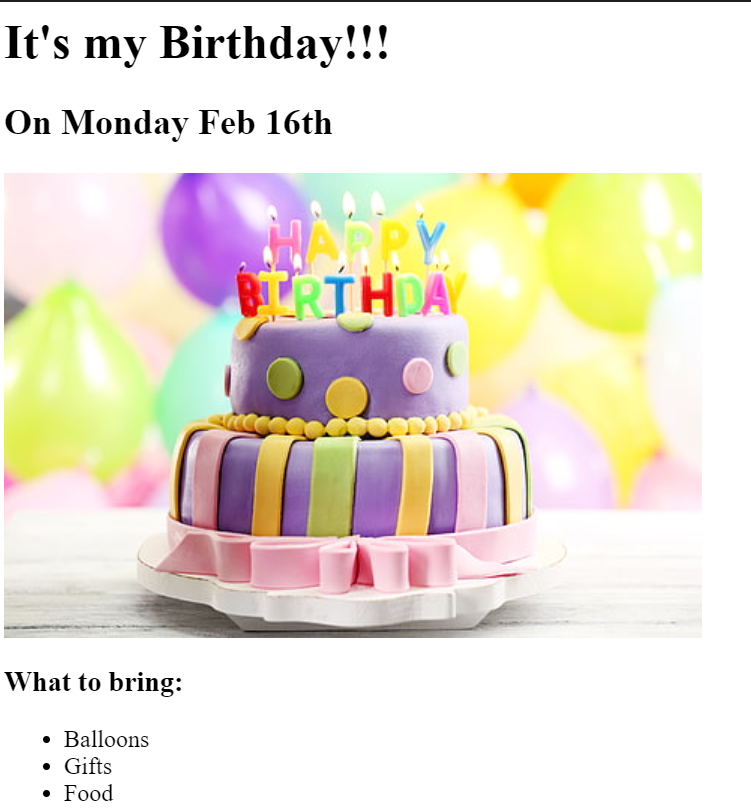 It's my Birthday!!!
On Monday Feb 16th
HAPPY
BIRTHDAY
What to bring:
Balloons
Gifts
Food